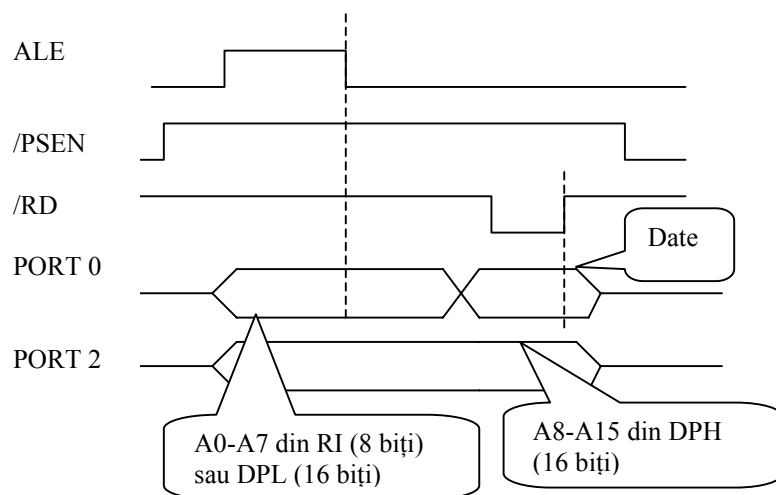 ALE
/PSEN
/RD
Date
PORT 0
PORT 2
A0-A7 din RI (8 biți)
sau DPL (16 biți)
A8-A15 din DPH
(16 biți)